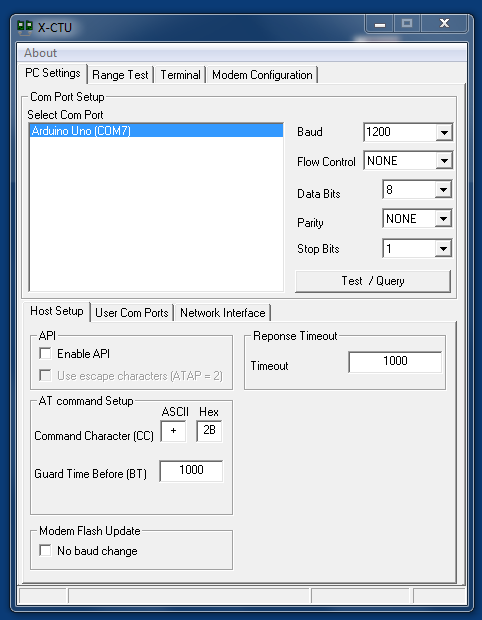 X-CTU
About
PC Settings Range Test Terminal Modem Configuration
Com Port Setup
Select Com Port
Arduino Uno (COM7)
Baud 1200
Flow Control NONE
Data Bits 8
Parity NONE
Stop Bits 1
Test / Query
Host Setup User Com Ports Network Interface
API
Enable API
Use escape characters (ATAP = 2)
Reponse Timeout
Timeout 1000
AT command Setup
ASCII Hex
Command Character (CC) + 2B
Guard Time Before (BT) 1000
Modem Flash Update
No baud change